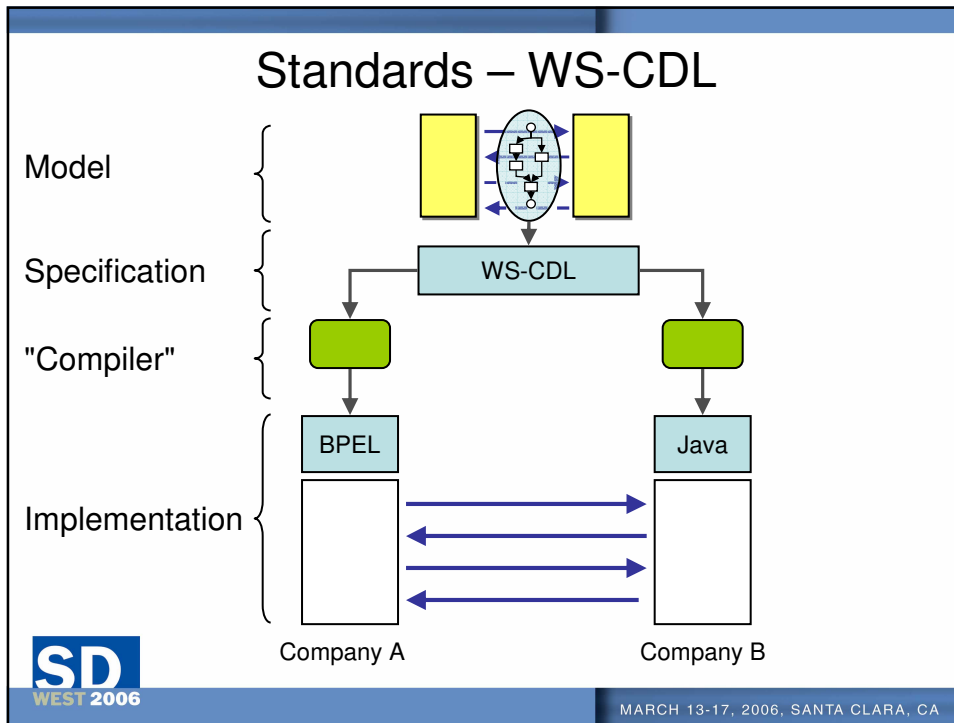 Standards – WS-CDL
Model
Specification
WS-CDL
"Compiler"
BPEL
Java
Implementation
Company A
Company B
SD
WEST 2006
MARCH 13-17, 2006, SANTA CLARA, CA